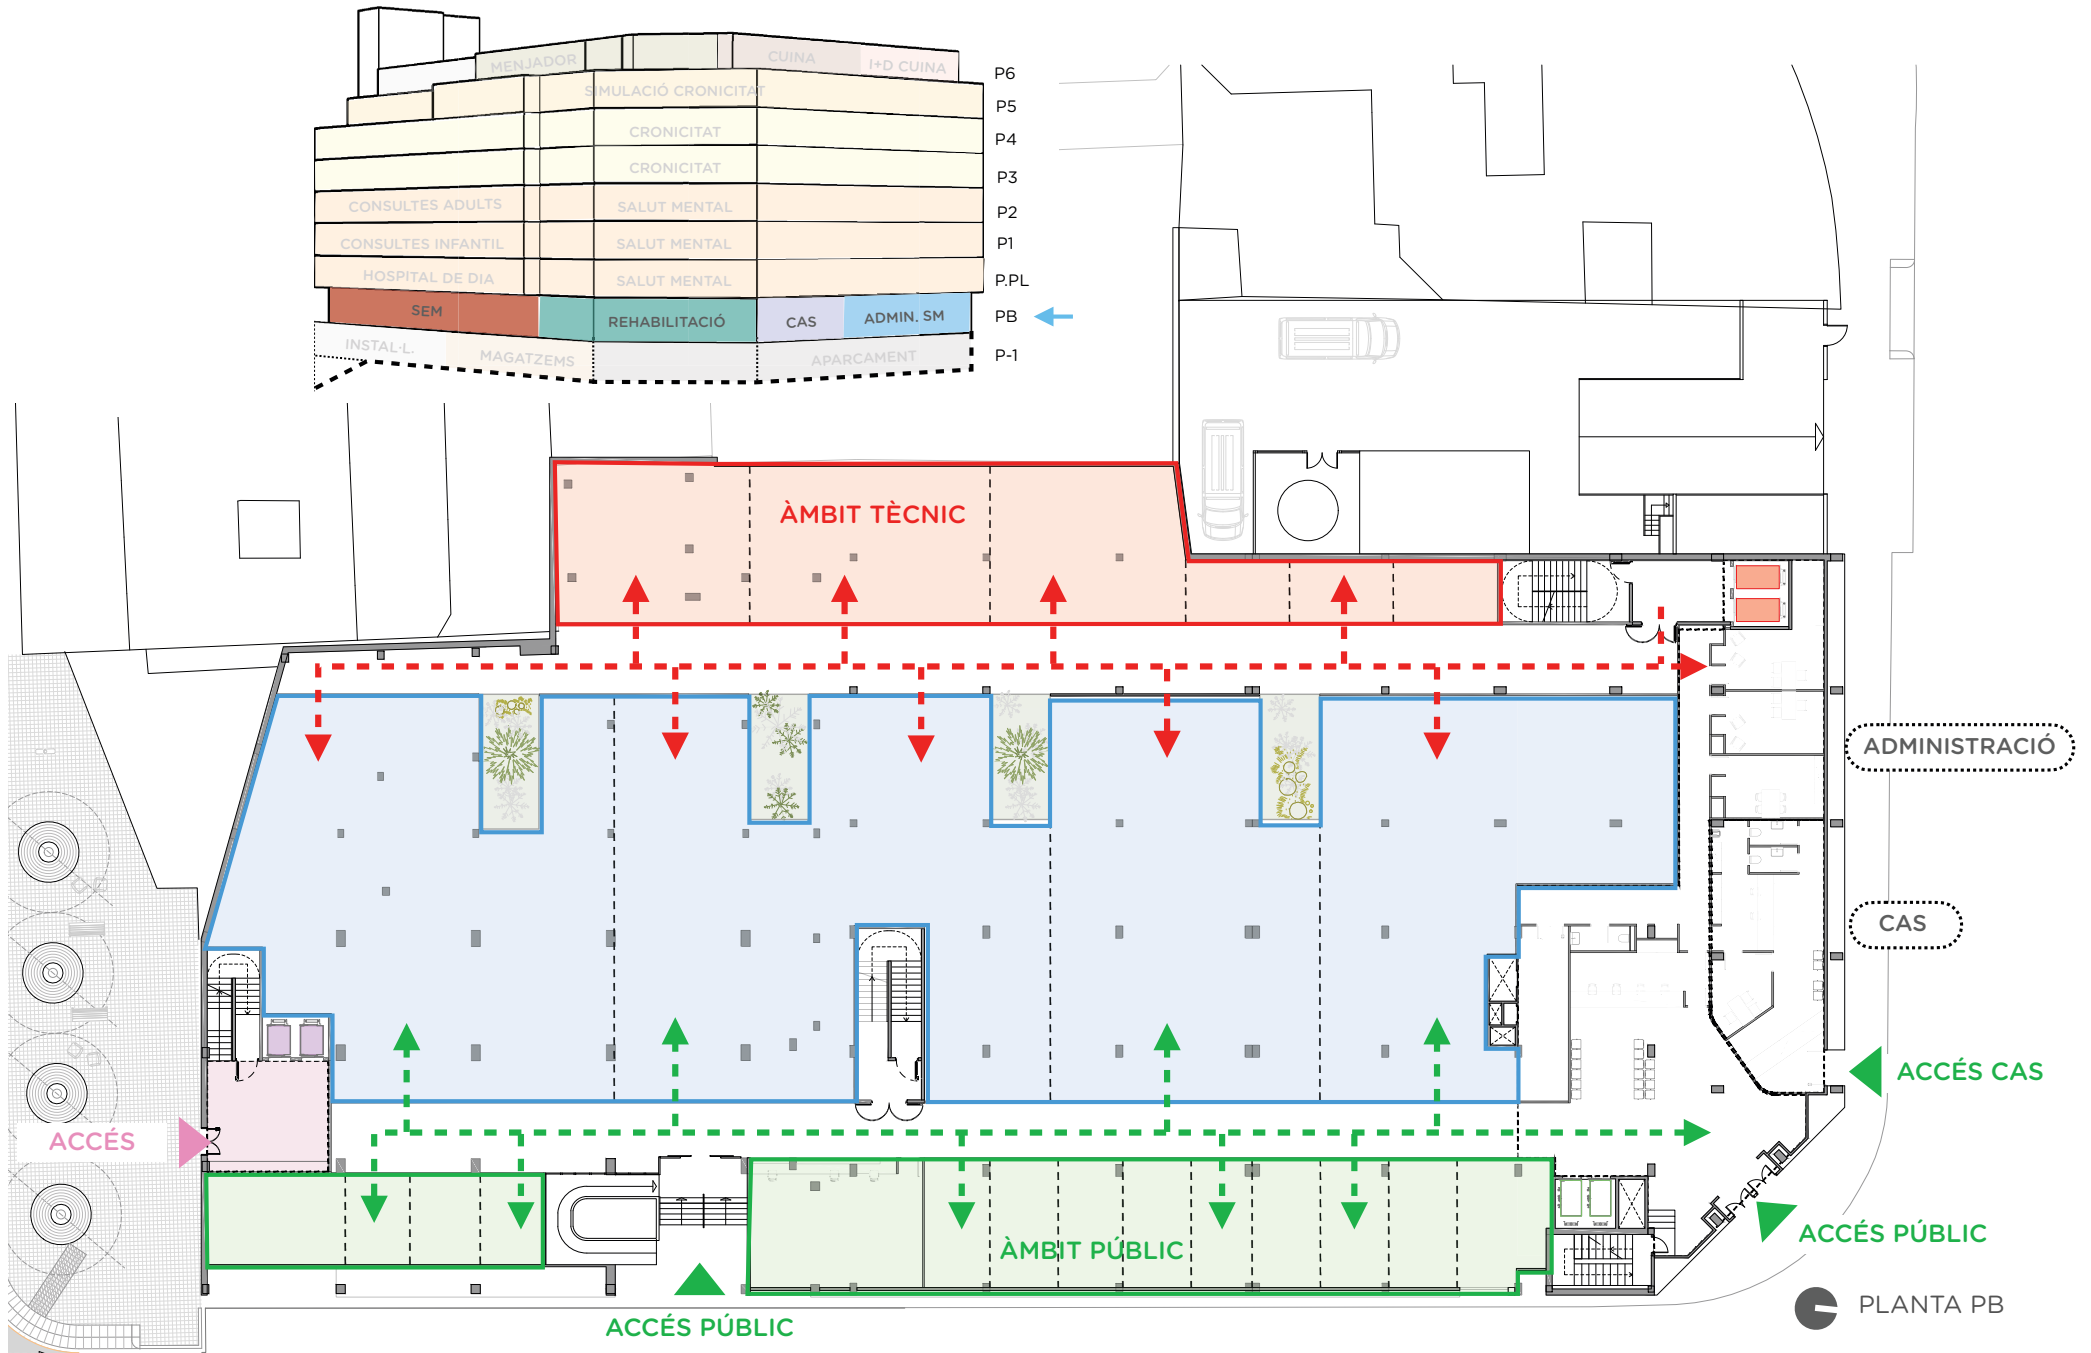 MENJADOR
CUINA
I+D CUINA
P6
SIMULACIÓ CRONICITAT
P5
CRONICITAT
P4
CRONICITAT
P3
CONSULTES ADULTS
SALUT MENTAL
P2
CONSULTES INFANTIL
SALUT MENTAL
P1
HOSPITAL DE DIA
SALUT MENTAL
P.PL
SEM
REHABILITACIÓ
CAS
ADMIN. SM
PB
INSTAL·L.
MAGATZEMS
APARCAMENT
P-1
ÀMBIT TÈCNIC
ADMINISTRACIÓ
CAS
ACCÉS CAS
ACCÉS
ÀMBIT PÚBLIC
ACCÉS PÚBLIC
ACCÉS PÚBLIC
PLANTA PB